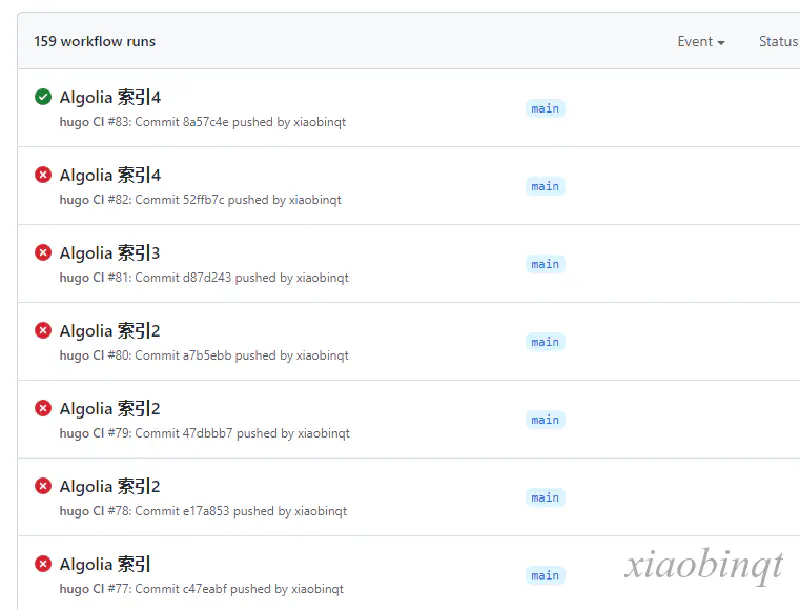 159 workflow runs Event Status
Algolia 索引4
hugo CI #83: Commit 8a57c4e pushed by xiaobinqt
main
Algolia 索引4
hugo CI #82: Commit 52ffb7c pushed by xiaobinqt
main
Algolia 索引3
hugo CI #81: Commit d87d243 pushed by xiaobinqt
main
Algolia 索引2
hugo CI #80: Commit a7b5ebb pushed by xiaobinqt
main
Algolia 索引2
hugo CI #79: Commit 47dbbb7 pushed by xiaobinqt
main
Algolia 索引2
hugo CI #78: Commit e17a853 pushed by xiaobinqt
main
Algolia 索引
hugo CI #77: Commit c47eabf pushed by xiaobinqt
main
xiaobinqt